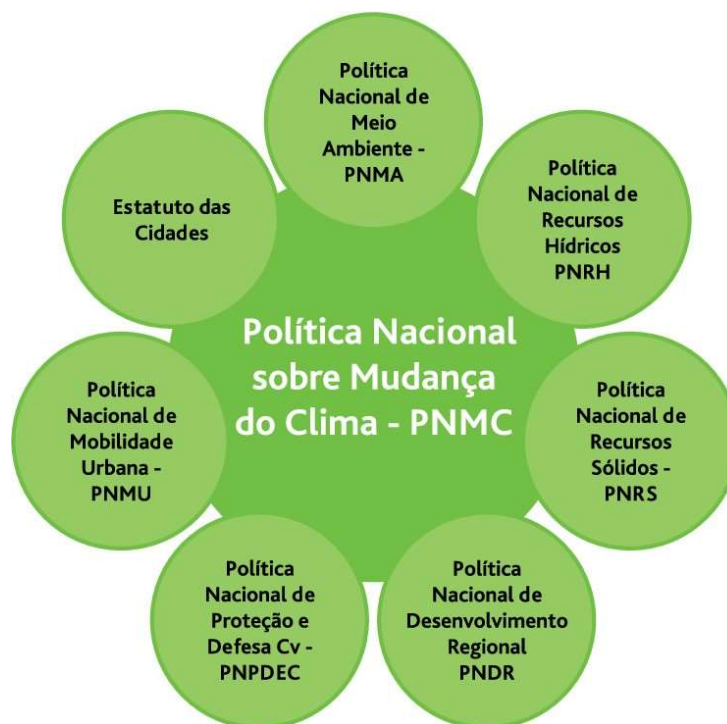 Política
Nacional de
Meio
Ambiente -
PNMA
Política
Nacional de
Recursos
Hídricos
PNRH
Estatuto das
Cidades
Política Nacional
sobre Mudança
do Clima - PNMC
Política
Nacional de
Mobilidade
Urbana -
PNMU
Política
Nacional de
Recursos
Sólidos -
PNRS
Política
Nacional de
Proteção e
Defesa Cv -
PNPDEC
Política
Nacional de
Desenvolvimento
Regional
PNDR